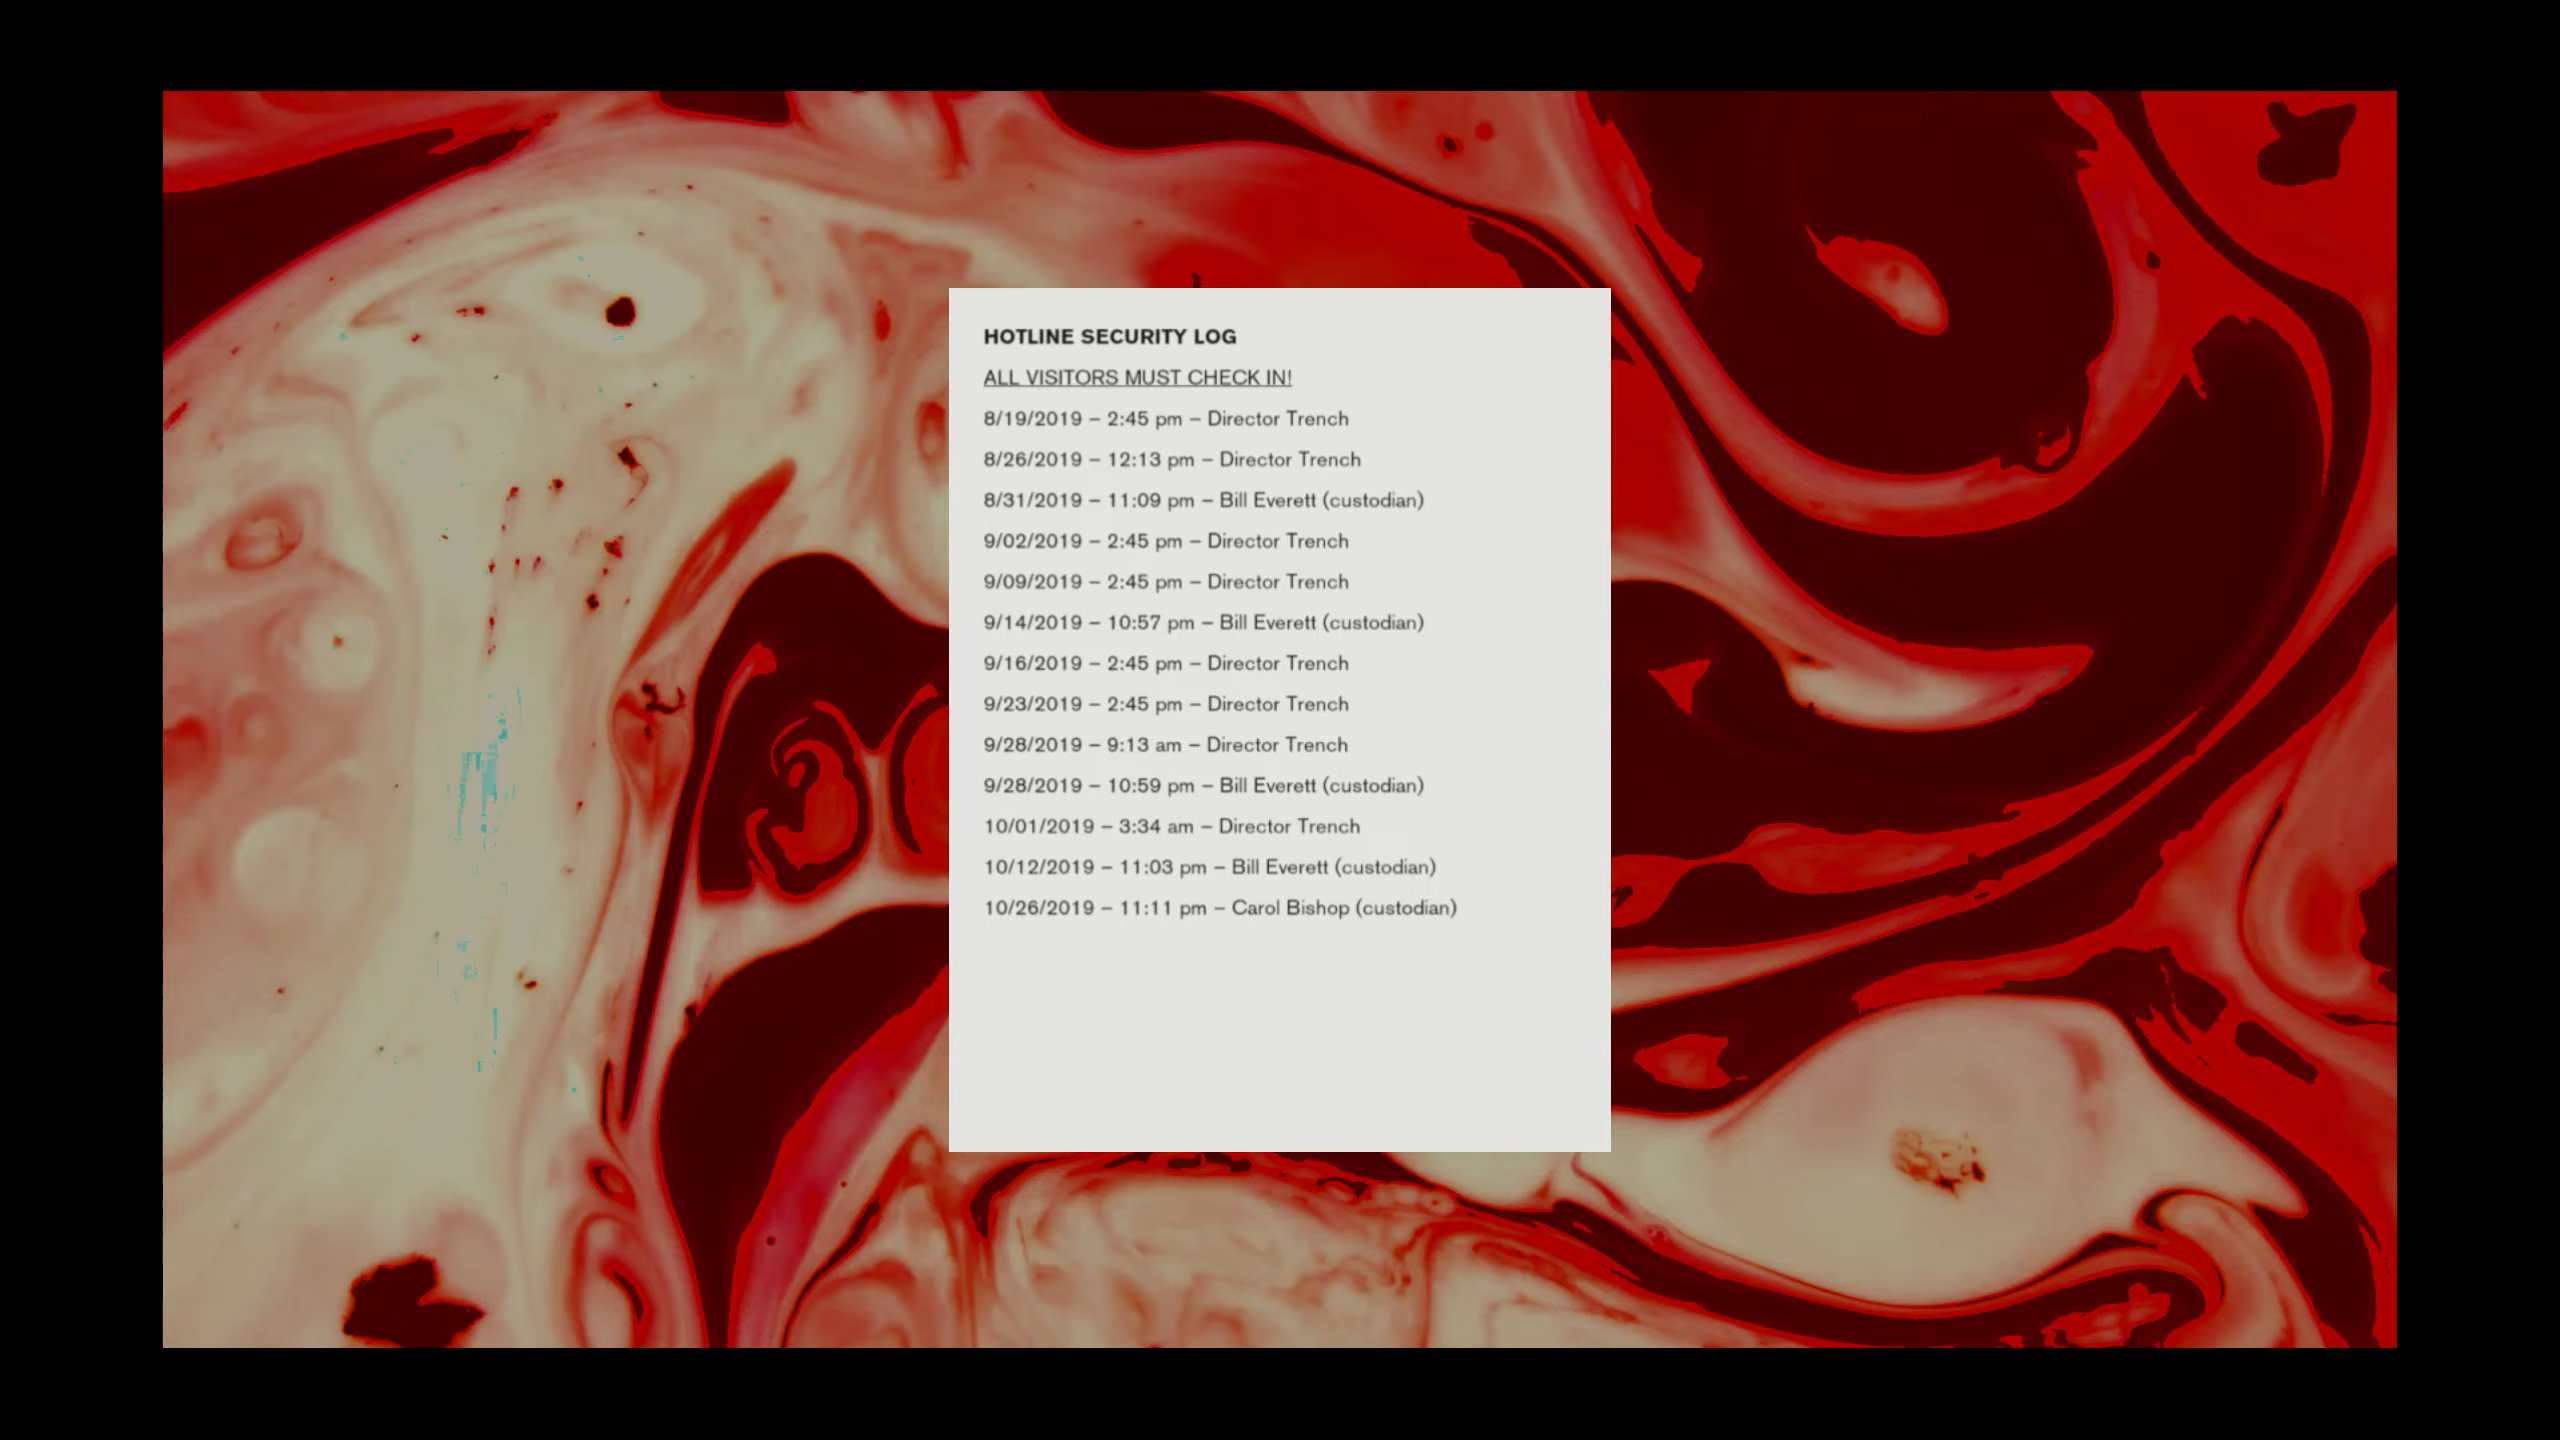 HOTLINE SECURITY LOG
ALL VISITORS MUST CHECK IN!
8/19/2019 – 2:45 pm – Director Trench
8/26/2019 – 12:13 pm – Director Trench
8/31/2019 – 11:09 pm – Bill Everett (custodian)
9/02/2019 – 2:45 pm – Director Trench
9/09/2019 – 2:45 pm – Director Trench
9/14/2019 – 10:57 pm – Bill Everett (custodian)
9/16/2019 – 2:45 pm – Director Trench
9/23/2019 – 2:45 pm – Director Trench
9/28/2019 – 9:13 am – Director Trench
9/28/2019 – 10:59 pm – Bill Everett (custodian)
10/01/2019 – 3:34 am – Director Trench
10/12/2019 – 11:03 pm – Bill Everett (custodian)
10/26/2019 – 11:11 pm – Carol Bishop (custodian)